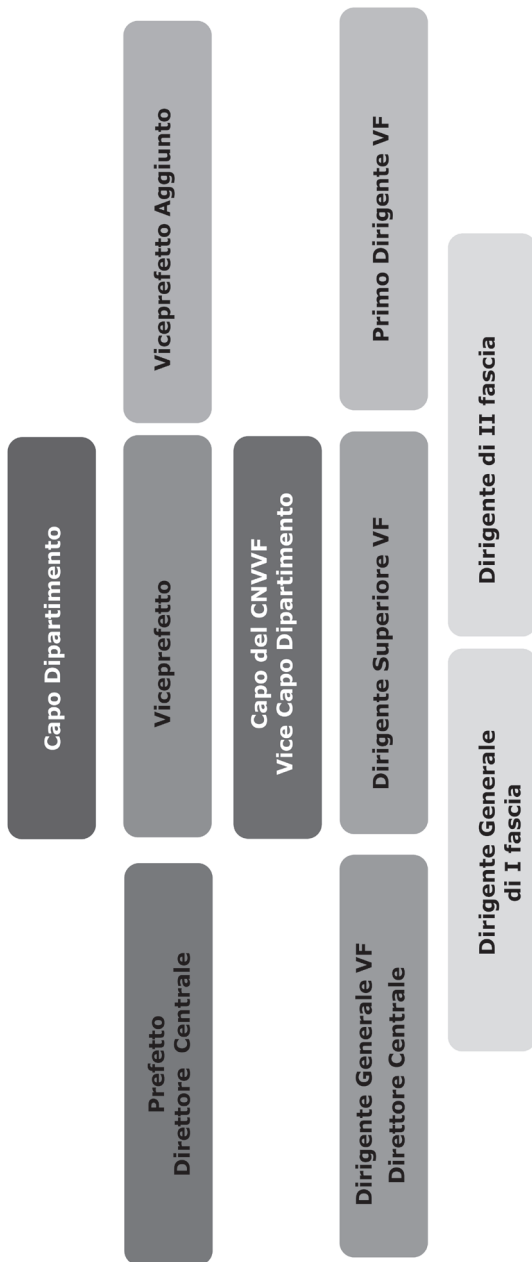 Capo Dipartimento
Prefetto
Direttore Centrale
Viceprefetto
Viceprefetto Aggiunto
Capo del CNVVF
Vice Capo Dipartimento
Dirigente Generale VF
Direttore Centrale
Dirigente Superiore VF
Primo Dirigente VF
Dirigente Generale
di I fascia
Dirigente di II fascia